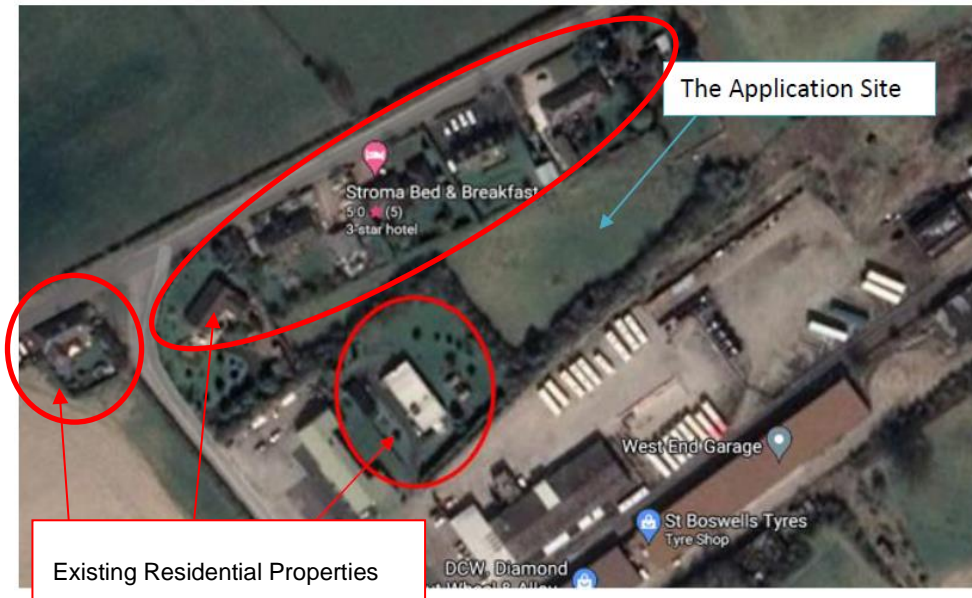 The Application Site
Stroma Bed & Breakfast
5.0 ★ (5)
3-star hotel
West End Garage
St Boswells Tyres
Tyre Shop
DCW, Diamond
Existing Residential Properties